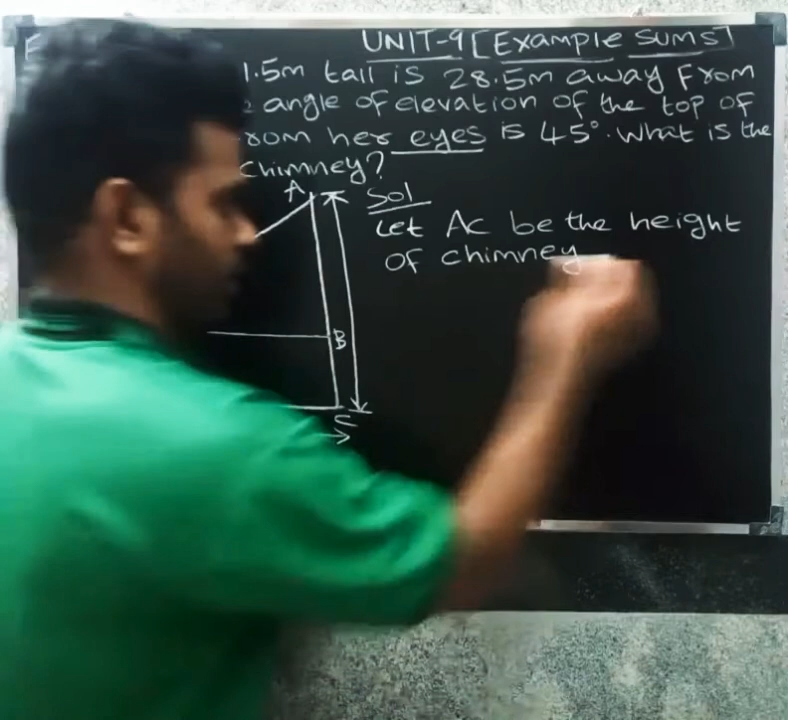 UNIT-9 [Example sums]
1.5m tall is 28.5m away from
angle of elevation of the top of
her eyes is 45°. What is the
chimney?
A
Sol
Let AC be the height
of chimney
B
C